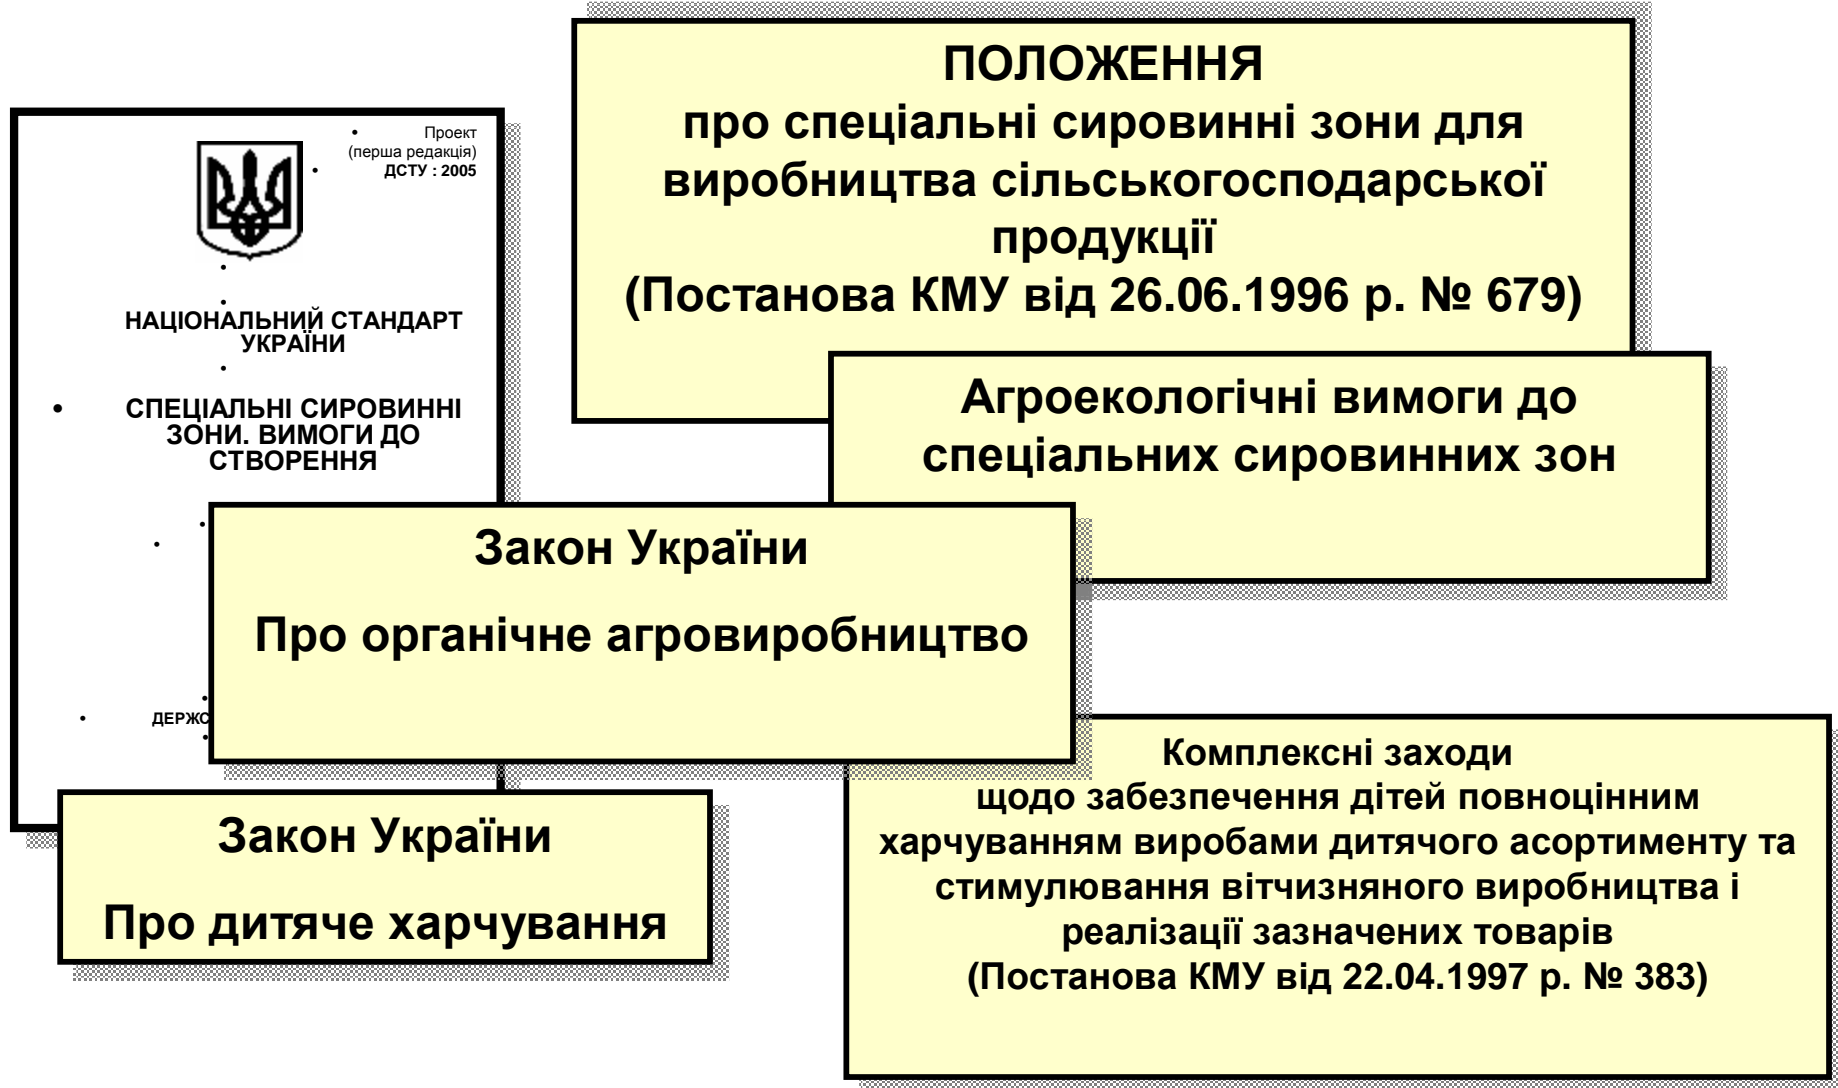 ПОЛОЖЕННЯ
про спеціальні сировинні зони для
виробництва сільськогосподарської
продукції
(Постанова КМУ від 26.06.1996 р. № 679)
• Проект
(перша редакція)
• ДСТУ : 2005
НАЦІОНАЛЬНИЙ СТАНДАРТ
УКРАЇНИ
• СПЕЦІАЛЬНІ СИРОВИННІ
ЗОНИ. ВИМОГИ ДО
СТВОРЕННЯ
Агроекологічні вимоги до
спеціальних сировинних зон
Закон України
Про органічне агровиробництво
Комплексні заходи
щодо забезпечення дітей повноцінним
харчуванням виробами дитячого асортименту та
стимулювання вітчизняного виробництва і
реалізації зазначених товарів
(Постанова КМУ від 22.04.1997 р. № 383)
Закон України
Про дитяче харчування